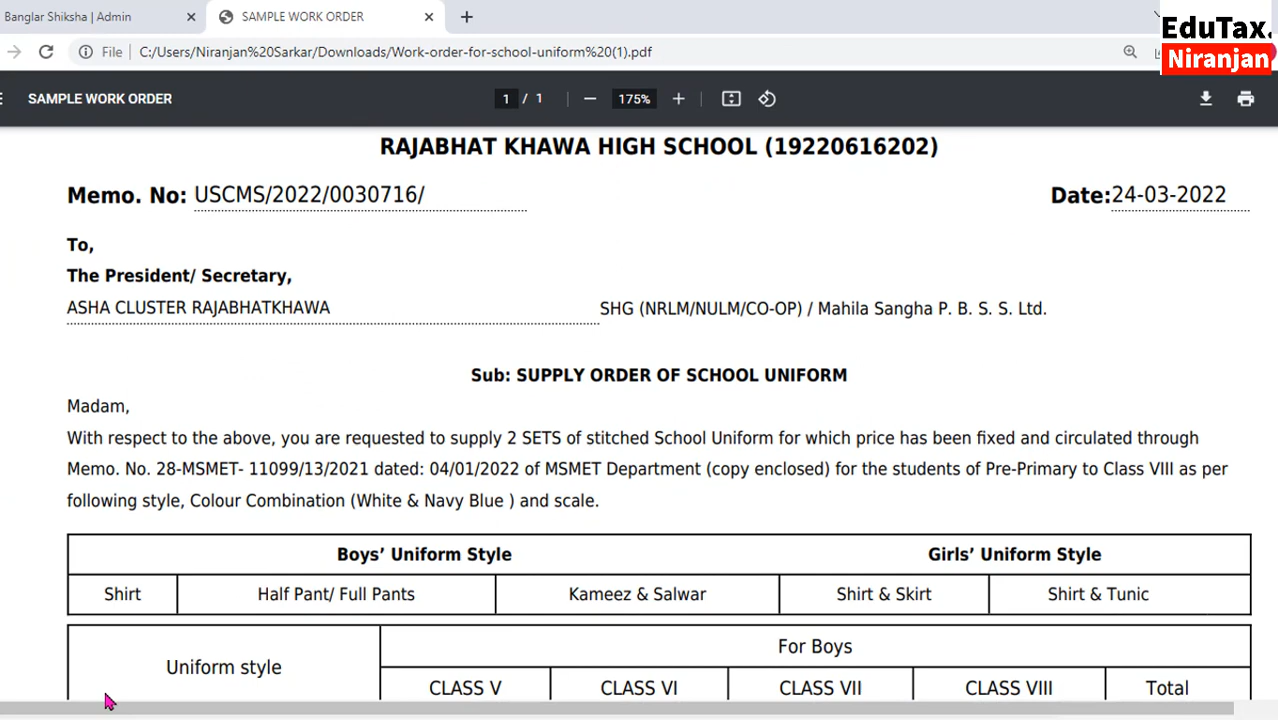 Banglar Shiksha | Admin
SAMPLE WORK ORDER
EduTax.
Niranjan
File C:/Users/Niranjan%20Sarkar/Downloads/Work-order-for-school-uniform%20(1).pdf
SAMPLE WORK ORDER 1 / 1 175%
RAJABHAT KHAWA HIGH SCHOOL (19220616202)
Memo. No: USCMS/2022/0030716/ Date:24-03-2022
To,
The President/ Secretary,
ASHA CLUSTER RAJABHATKHAWA SHG (NRLM/NULM/CO-OP) / Mahila Sangha P. B. S. S. Ltd.
Sub: SUPPLY ORDER OF SCHOOL UNIFORM
Madam,
With respect to the above, you are requested to supply 2 SETS of stitched School Uniform for which price has been fixed and circulated through
Memo. No. 28-MSMET- 11099/13/2021 dated: 04/01/2022 of MSMET Department (copy enclosed) for the students of Pre-Primary to Class VIII as per
following style, Colour Combination (White & Navy Blue ) and scale.
Boys’ Uniform Style Girls’ Uniform Style
Shirt Half Pant/ Full Pants Kameez & Salwar Shirt & Skirt Shirt & Tunic
For Boys
Uniform style
CLASS V CLASS VI CLASS VII CLASS VIII Total